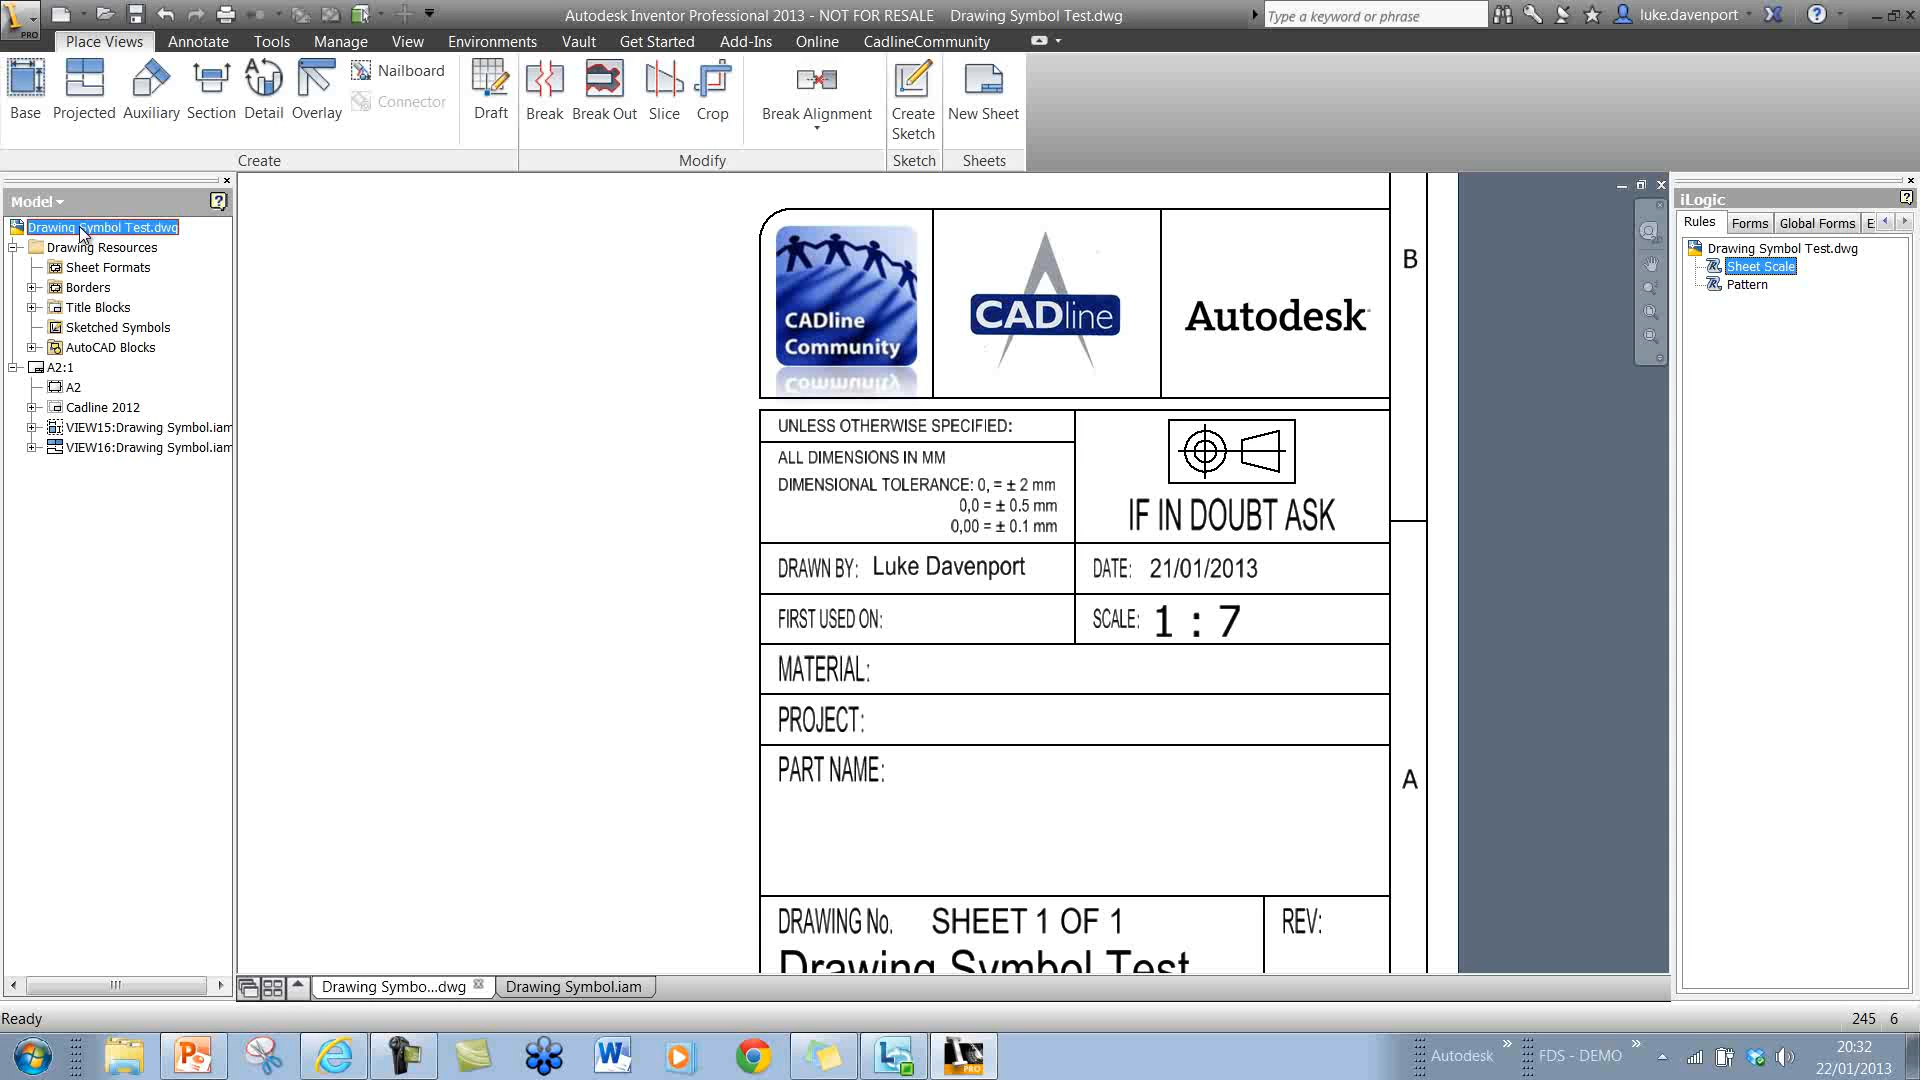 Autodesk Inventor Professional 2013 - NOT FOR RESALE Drawing Symbol Test.dwg
Type a keyword or phrase
luke.davenport
PRO
Place Views Annotate Tools Manage View Environments Vault Get Started Add-Ins Online CadlineCommunity
Base Projected Auxiliary Section Detail Overlay
Nailboard
Connector
Draft
Break Break Out Slice Crop
Break Alignment
Create Sketch
New Sheet
Create Modify Sketch Sheets
Model
Drawing Symbol Test.dwg
Drawing Resources
Sheet Formats
Borders
Title Blocks
Sketched Symbols
AutoCAD Blocks
A2:1
A2
Cadline 2012
VIEW15:Drawing Symbol.iam
VIEW16:Drawing Symbol.iam
CADline
Community
Community
CADline
Autodesk
B
UNLESS OTHERWISE SPECIFIED:
ALL DIMENSIONS IN MM
DIMENSIONAL TOLERANCE: 0, = ± 2 mm
0,0 = ± 0.5 mm
0,00 = ± 0.1 mm
IF IN DOUBT ASK
DRAWN BY: Luke Davenport
DATE: 21/01/2013
FIRST USED ON:
SCALE: 1 : 7
MATERIAL:
PROJECT:
PART NAME:
A
DRAWING No. SHEET 1 OF 1
REV:
Drawing Symbol Test
iLogic
Rules Forms Global Forms E
Drawing Symbol Test.dwg
Sheet Scale
Pattern
Drawing Symbo...dwg Drawing Symbol.iam
Ready
245 6
Autodesk » FDS - DEMO »
20:32
22/01/2013
PRO